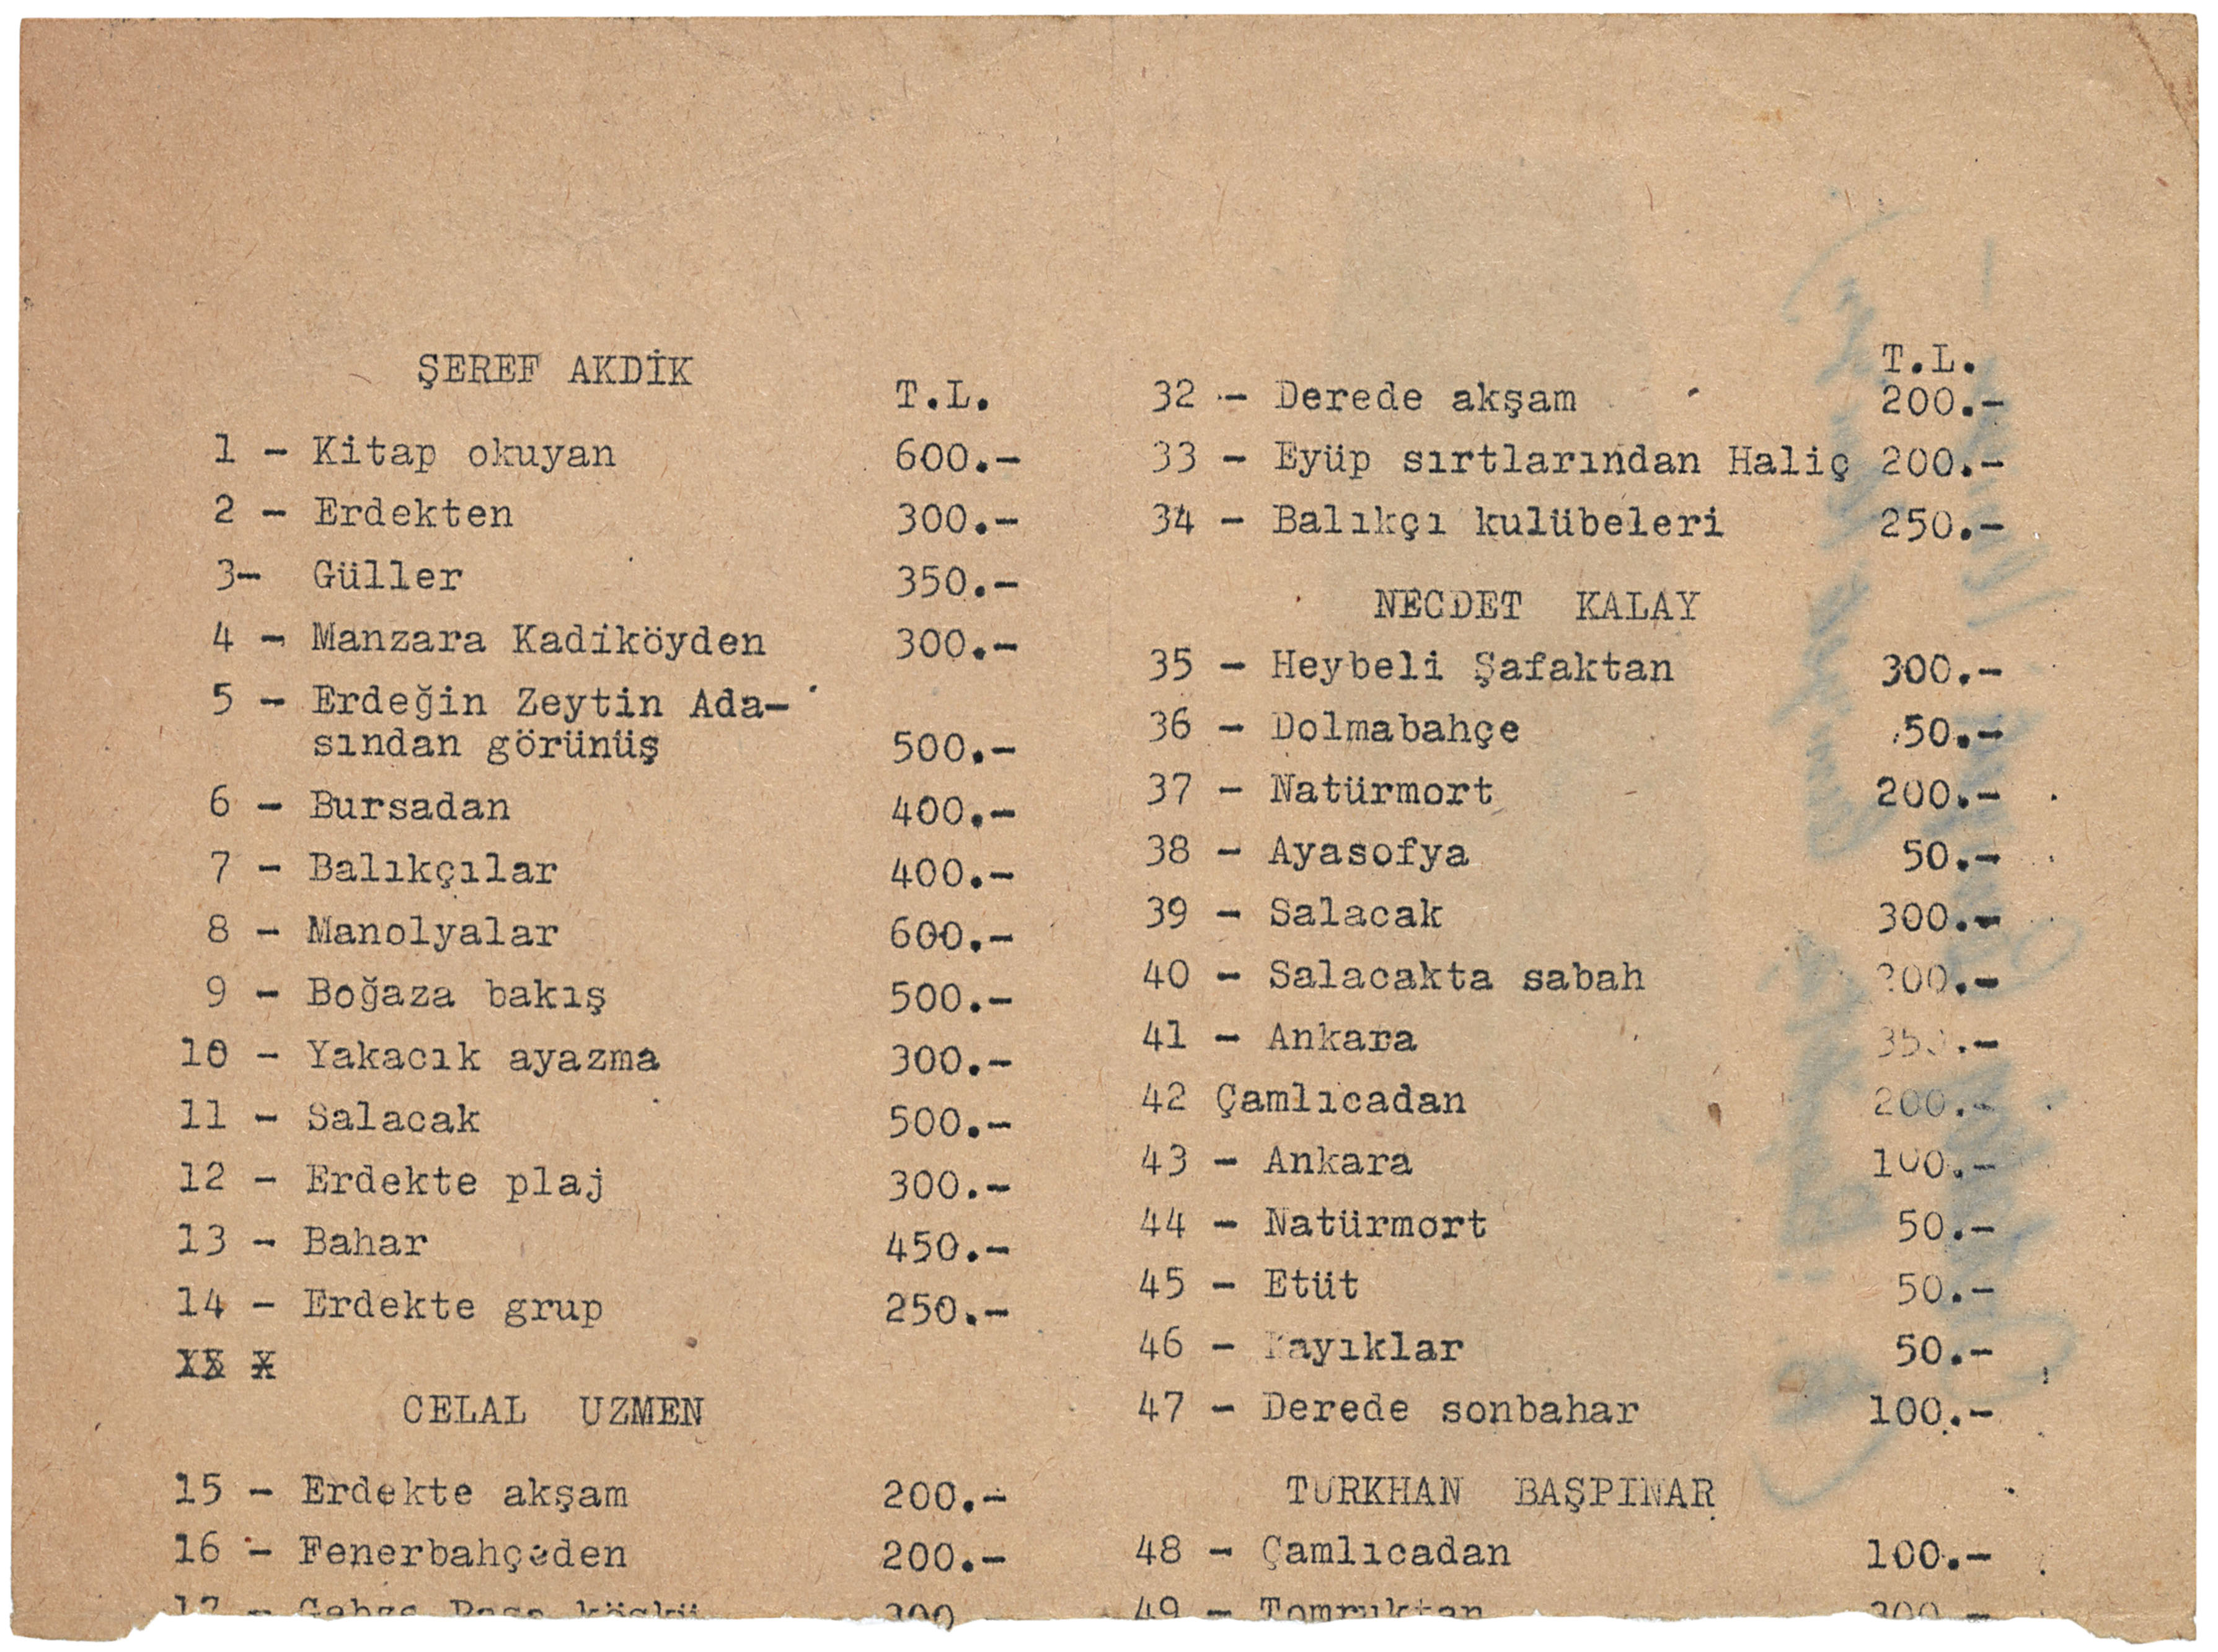 ŞEREF AKDİK
T.L.
1 - Kitap okuyan 600.-
2 - Erdekten 300.-
3- Güller 350.-
4 - Manzara Kadiköyden 300.-
5 - Erdeğin Zeytin Ada-
sından görünüş 500.-
6 - Bursadan 400.-
7 - Balıkçılar 400.-
8 - Manolyalar 600.-
9 - Boğaza bakış 500.-
10 - Yakacık ayazma 300.-
11 - Salacak 500.-
12 - Erdekte plaj 300.-
13 - Bahar 450.-
14 - Erdekte grup 250.-
CELAL UZMEN
15 - Erdekte akşam 200.-
16 - Fenerbahçeden 200.-
17 -
T.L.
32 - Derede akşam 200.-
33 - Eyüp sırtlarından Haliç 200.-
34 - Balıkçı kulübeleri 250.-
NECDET KALAY
35 - Heybeli Şafaktan 300.-
36 - Dolmabahçe 50.-
37 - Natürmort 200.-
38 - Ayasofya 50.-
39 - Salacak 300.-
40 - Salacakta sabah
41 - Ankara 350.-
42 Çamlıcadan 200.-
43 - Ankara 100.-
44 - Natürmort 50.-
45 - Etüt 50.-
46 - Kayıklar 50.-
47 - Derede sonbahar 100.-
TURKHAN BAŞPINAR
48 - Çamlıcadan 100.-
49 - Tomruktan